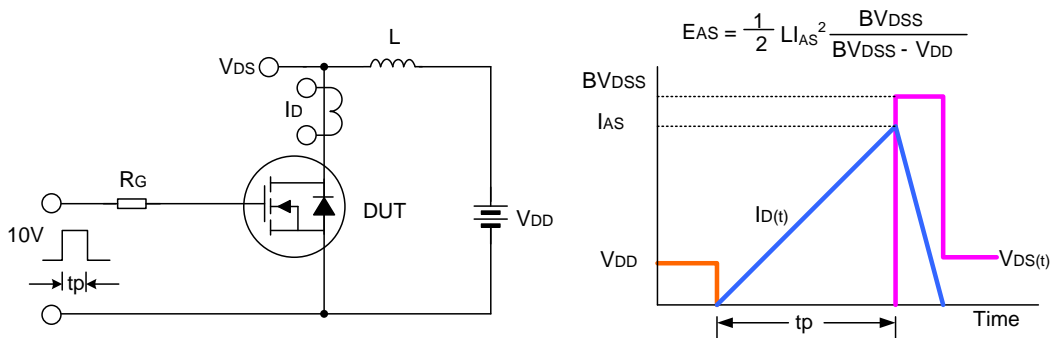 VDS
L
ID
RG
10V
tp
DUT
VDD
EAS = 1/2 LIAS² BVDSS/(BVDSS - VDD)
BVDSS
IAS
ID(t)
VDD
VDS(t)
tp
Time